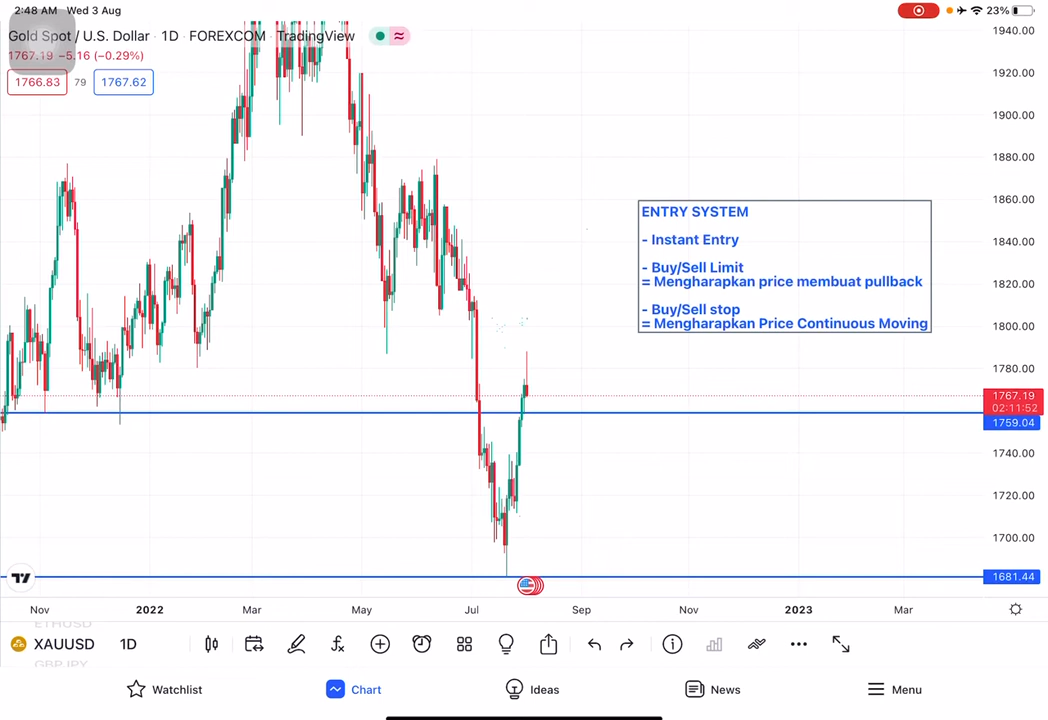 2:48 AM Wed 3 Aug
23%
Gold Spot / U.S. Dollar · 1D · FOREXCOM · TradingView
1767.19 −5.16 (−0.29%)
1766.83 79 1767.62
1940.00
1920.00
1900.00
1880.00
1860.00
1840.00
1820.00
1800.00
1780.00
1767.19
02:11:52
1759.04
1740.00
1720.00
1700.00
1681.44
ENTRY SYSTEM
- Instant Entry
- Buy/Sell Limit
= Mengharapkan price membuat pullback
- Buy/Sell stop
= Mengharapkan Price Continuous Moving
Nov 2022 Mar May Jul Sep Nov 2023 Mar
ETHUSD
XAUUSD 1D
GBPJPY
Watchlist Chart Ideas News Menu